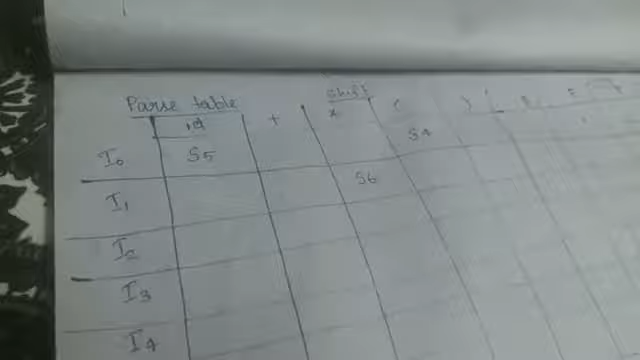 Parse table shift
id + * ( )
I0 S5 S4
I1 S6
I2
I3
I4